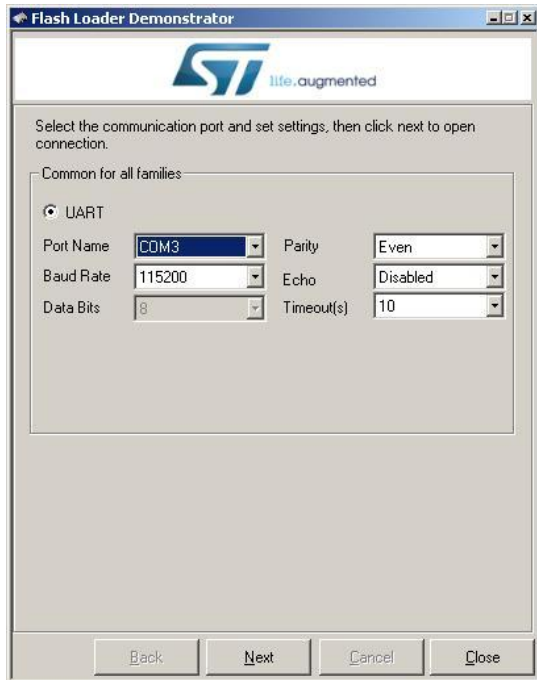 Flash Loader Demonstrator
life.augmented
Select the communication port and set settings, then click next to open
connection.
Common for all families
UART
Port Name COM3 Parity Even
Baud Rate 115200 Echo Disabled
Data Bits 8 Timeout(s) 10
Back Next Cancel Close